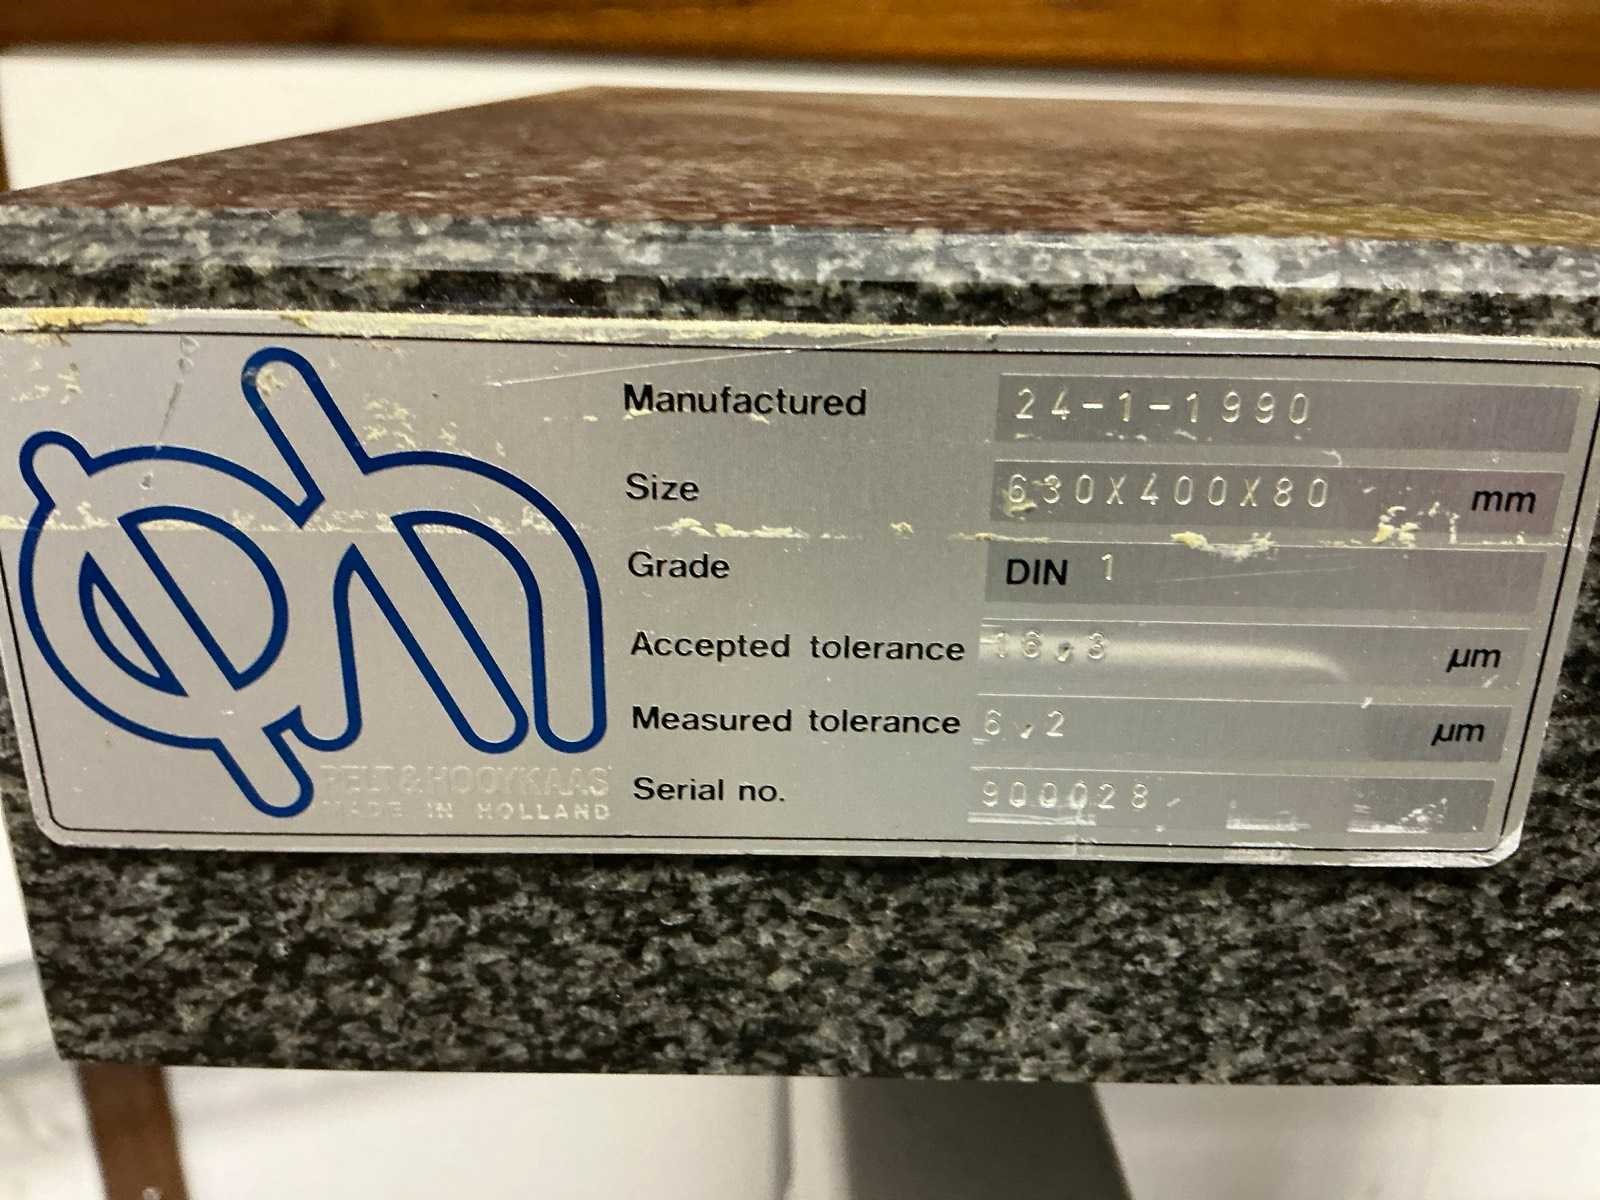 Manufactured 24-1-1990
Size 630X400X80 mm
Grade DIN 1
Accepted tolerance 16,3 µm
Measured tolerance 6,2 µm
Serial no. 900028
PELT&HOOYKAAS
MADE IN HOLLAND